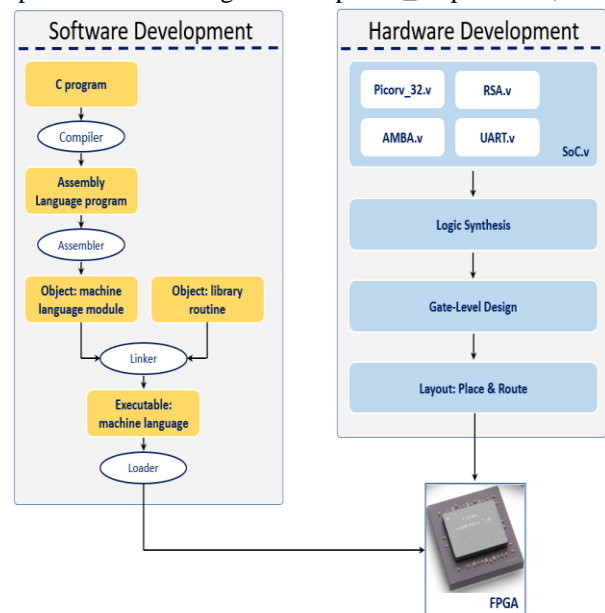 Software Development
C program
Compiler
Assembly
Language program
Assembler
Object: machine
language module
Object: library
routine
Linker
Executable:
machine language
Loader
Hardware Development
Picorv_32.v
RSA.v
AMBA.v
UART.v
SoC.v
Logic Synthesis
Gate-Level Design
Layout: Place & Route
FPGA